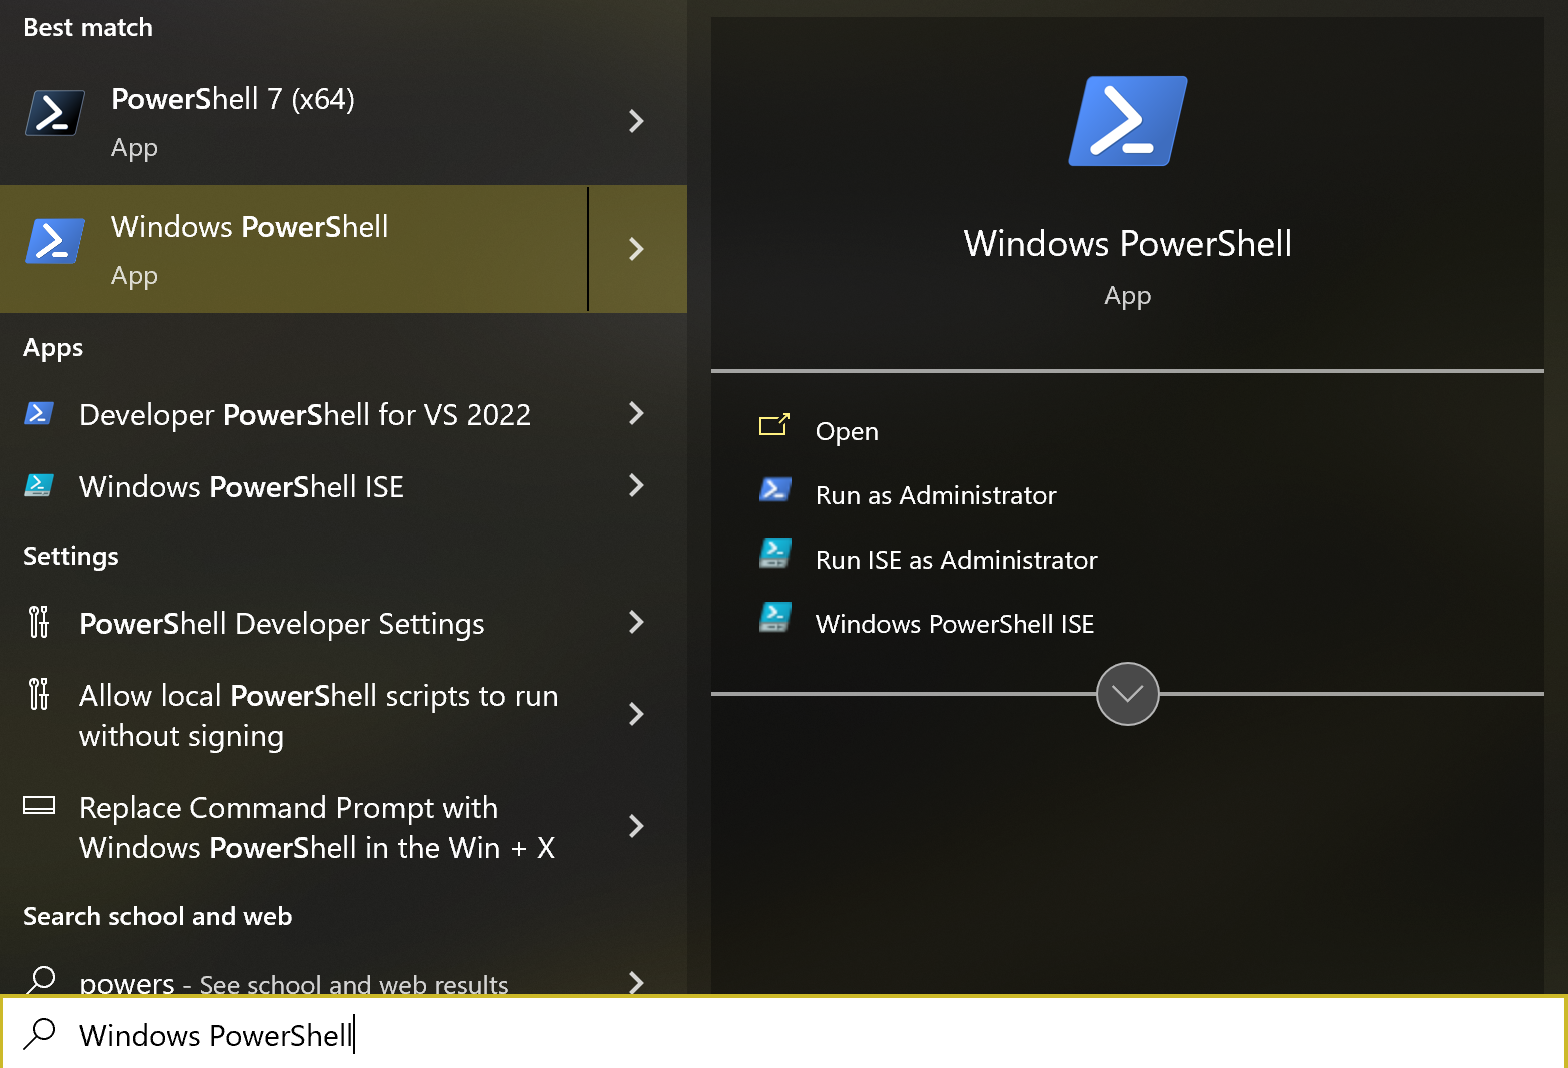 Best match
PowerShell 7 (x64)
App
Windows PowerShell
App
Apps
Developer PowerShell for VS 2022
Windows PowerShell ISE
Settings
PowerShell Developer Settings
Allow local PowerShell scripts to run
without signing
Replace Command Prompt with
Windows PowerShell in the Win + X
Search school and web
powers - See school and web results
Windows PowerShell
Windows PowerShell
App
Open
Run as Administrator
Run ISE as Administrator
Windows PowerShell ISE